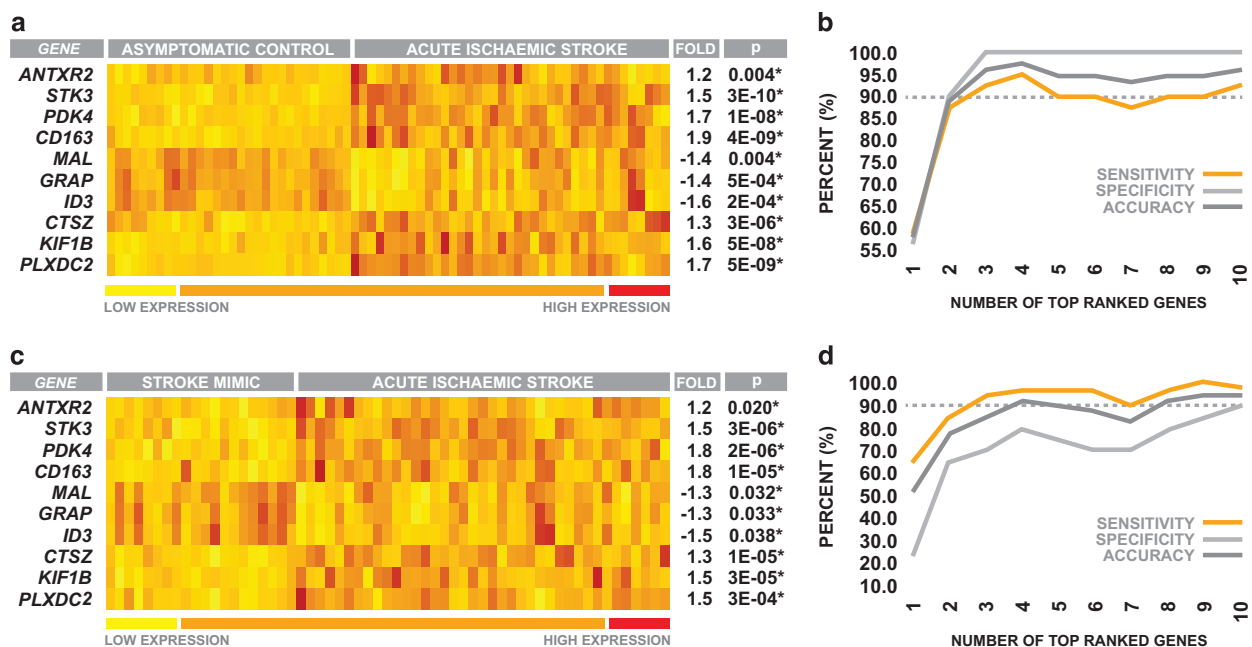 a
GENE ASYMPTOMATIC CONTROL ACUTE ISCHAEMIC STROKE FOLD p
ANTXR2 1.2 0.004*
STK3 1.5 3E-10*
PDK4 1.7 1E-08*
CD163 1.9 4E-09*
MAL -1.4 0.004*
GRAP -1.4 5E-04*
ID3 -1.6 2E-04*
CTSZ 1.3 3E-06*
KIF1B 1.6 5E-08*
PLXDC2 1.7 5E-09*
LOW EXPRESSION HIGH EXPRESSION
b
PERCENT (%)
100.0
95.0
90.0
85.0
80.0
75.0
70.0
65.0
60.0
55.0
SENSITIVITY
SPECIFICITY
ACCURACY
1 2 3 4 5 6 7 8 9 10
NUMBER OF TOP RANKED GENES
c
GENE STROKE MIMIC ACUTE ISCHAEMIC STROKE FOLD p
ANTXR2 1.2 0.020*
STK3 1.5 3E-06*
PDK4 1.8 2E-06*
CD163 1.8 1E-05*
MAL -1.3 0.032*
GRAP -1.3 0.033*
ID3 -1.5 0.038*
CTSZ 1.3 1E-05*
KIF1B 1.5 3E-05*
PLXDC2 1.5 3E-04*
LOW EXPRESSION HIGH EXPRESSION
d
PERCENT (%)
100.0
90.0
80.0
70.0
60.0
50.0
40.0
30.0
20.0
10.0
SENSITIVITY
SPECIFICITY
ACCURACY
1 2 3 4 5 6 7 8 9 10
NUMBER OF TOP RANKED GENES